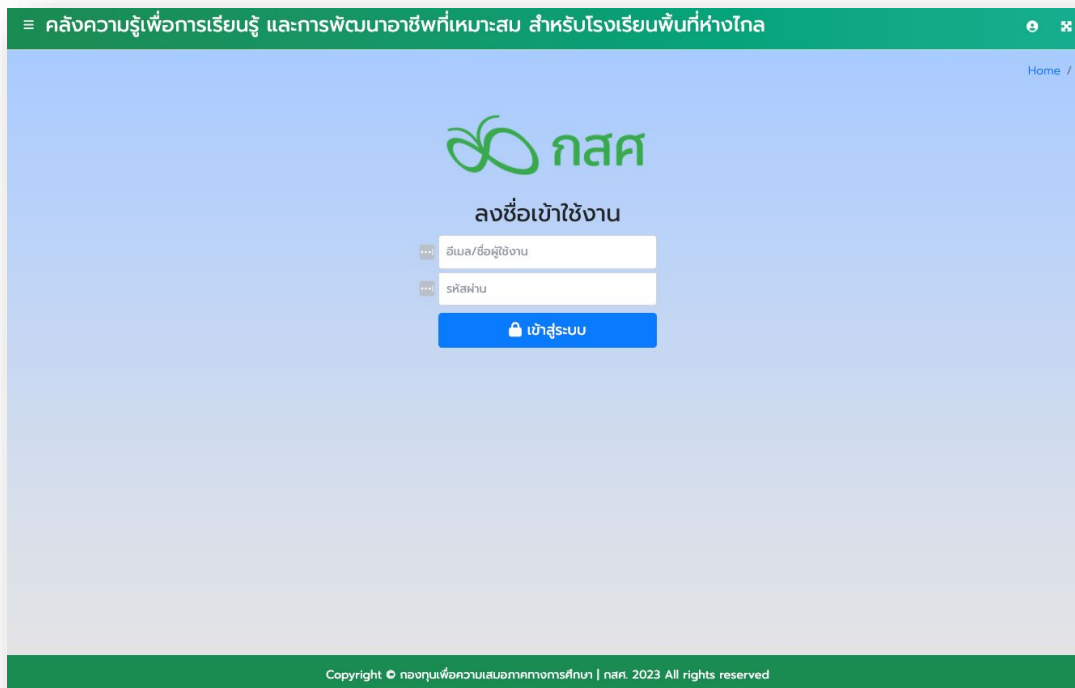 คลังความรู้เพื่อการเรียนรู้ และการพัฒนาอาชีพที่เหมาะสม สำหรับโรงเรียนพื้นที่ห่างไกล
Home /
กสศ
ลงชื่อเข้าใช้งาน
อีเมล/ชื่อผู้ใช้งาน
รหัสผ่าน
เข้าสู่ระบบ
Copyright © กองทุนเพื่อความเสมอภาคทางการศึกษา | กสศ. 2023 All rights reserved